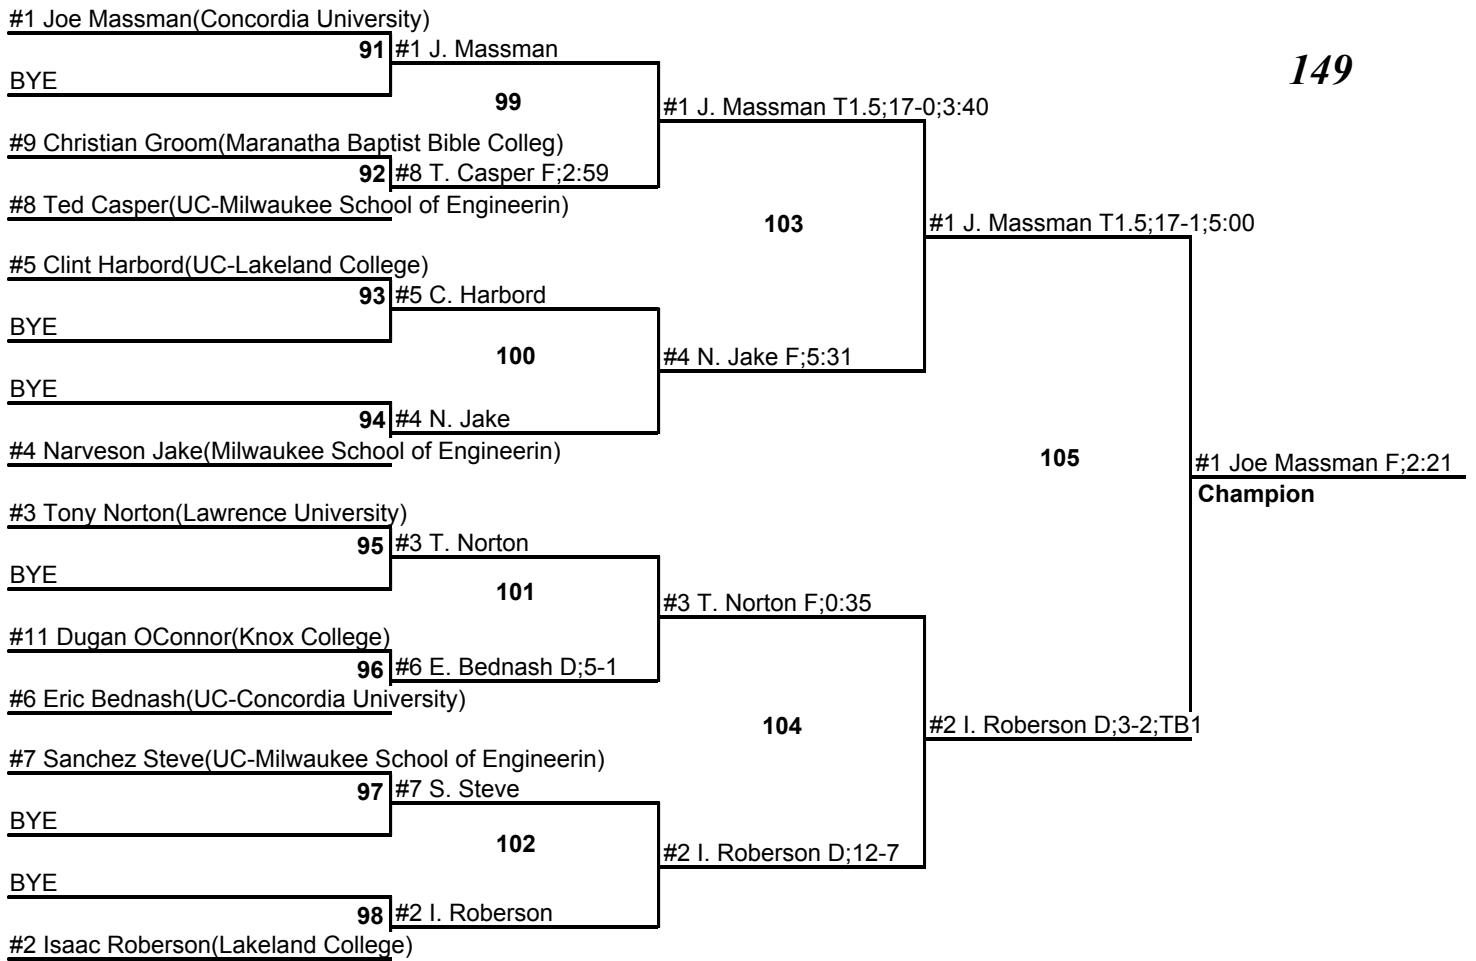 #1 Joe Massman(Concordia University)
91 #1 J. Massman
149
BYE
99
#1 J. Massman T1.5;17-0;3:40
#9 Christian Groom(Maranatha Baptist Bible Colleg)
92 #8 T. Casper F;2:59
#8 Ted Casper(UC-Milwaukee School of Engineerin)
103
#1 J. Massman T1.5;17-1;5:00
#5 Clint Harbord(UC-Lakeland College)
93 #5 C. Harbord
BYE
100
#4 N. Jake F;5:31
BYE
94 #4 N. Jake
#4 Narveson Jake(Milwaukee School of Engineerin)
105
#1 Joe Massman F;2:21
Champion
#3 Tony Norton(Lawrence University)
95 #3 T. Norton
BYE
101
#3 T. Norton F;0:35
#11 Dugan OConnor(Knox College)
96 #6 E. Bednash D;5-1
#6 Eric Bednash(UC-Concordia University)
104
#2 I. Roberson D;3-2;TB1
#7 Sanchez Steve(UC-Milwaukee School of Engineerin)
97 #7 S. Steve
BYE
102
#2 I. Roberson D;12-7
BYE
98 #2 I. Roberson
#2 Isaac Roberson(Lakeland College)